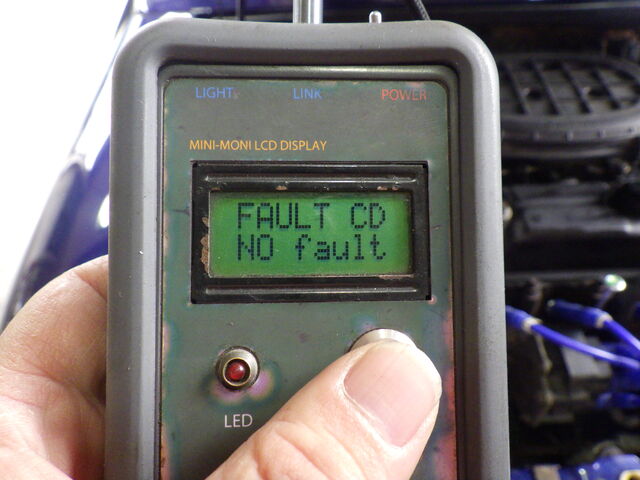 LIGHT LINK POWER
MINI-MONI LCD DISPLAY
FAULT CD
NO fault
LED